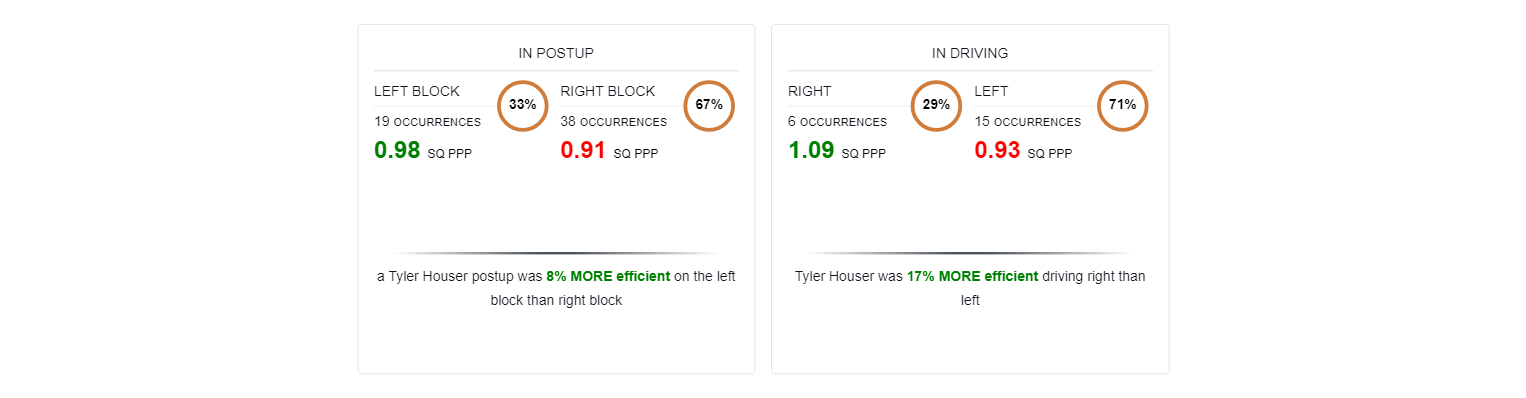 IN POSTUP
LEFT BLOCK
33%
19 OCCURRENCES
0.98 SQ PPP
RIGHT BLOCK
67%
38 OCCURRENCES
0.91 SQ PPP
a Tyler Houser postup was 8% MORE efficient on the left
block than right block
IN DRIVING
RIGHT
29%
6 OCCURRENCES
1.09 SQ PPP
LEFT
71%
15 OCCURRENCES
0.93 SQ PPP
Tyler Houser was 17% MORE efficient driving right than
left